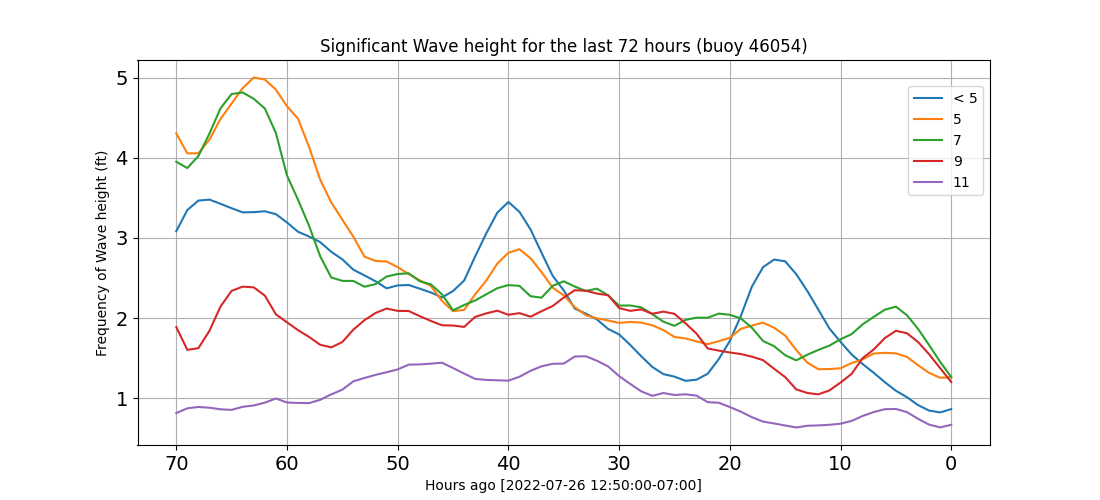 Significant Wave height for the last 72 hours (buoy 46054)
Frequency of Wave height (ft)
5
4
3
2
1
< 5
5
7
9
11
70 60 50 40 30 20 10 0
Hours ago [2022-07-26 12:50:00-07:00]